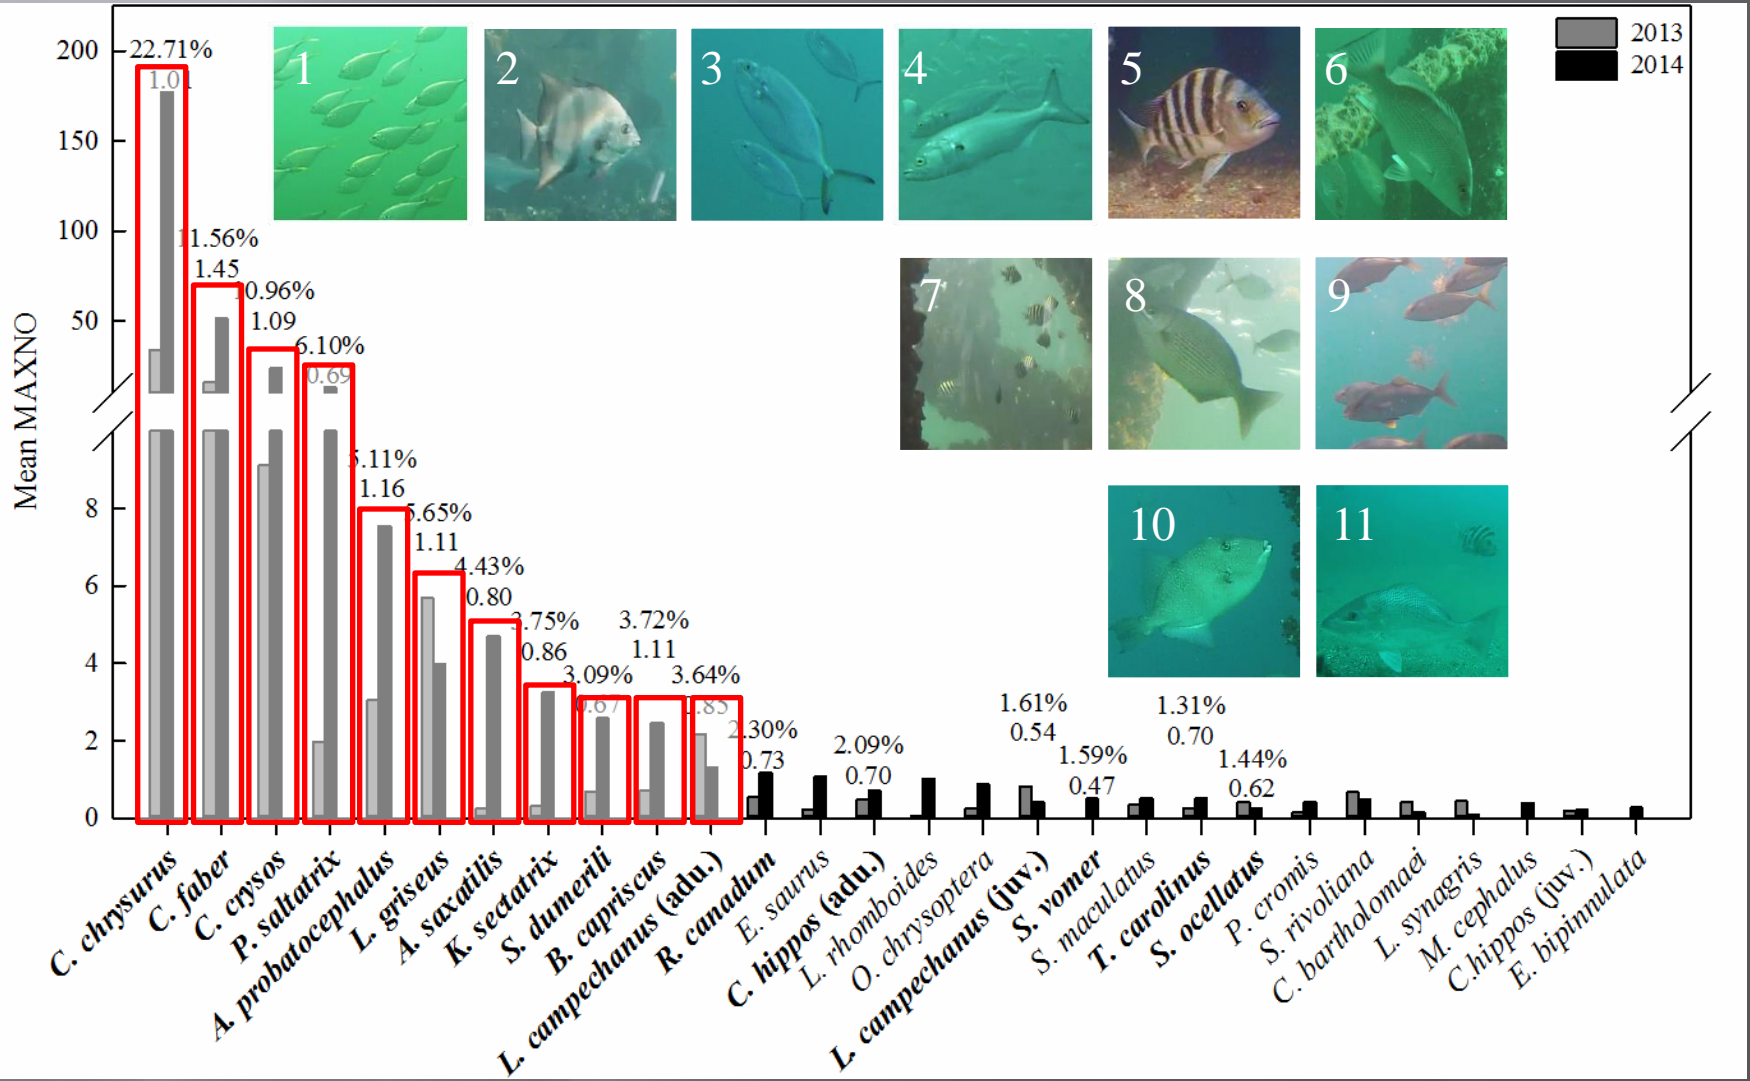 2013
2014
200
150
100
50
8
6
4
2
0
Mean MAXNO
22.71%
1.01
11.56%
1.45
10.96%
1.09
6.10%
0.69
5.11%
1.16
5.65%
1.11
4.43%
0.80
3.75%
0.86
3.09%
0.67
3.72%
1.11
3.64%
0.85
2.30%
0.73
2.09%
0.70
1.61%
0.54
1.59%
0.47
1.31%
0.70
1.44%
0.62
1
2
3
4
5
6
7
8
9
10
11
C. chrysurus
C. faber
C. crysos
P. saltatrix
A. probatocephalus
L. griseus
A. saxatilis
K. sectatrix
S. dumerili
B. capriscus
L. campechanus (adu.)
R. canadum
E. saurus
C. hippos (adu.)
L. rhomboides
O. chrysoptera
L. campechanus (juv.)
S. vomer
S. maculatus
T. carolinus
S. ocellatus
P. cromis
S. rivoliana
C. bartholomaei
L. synagris
M. cephalus
C.hippos (juv.)
E. bipinnulata